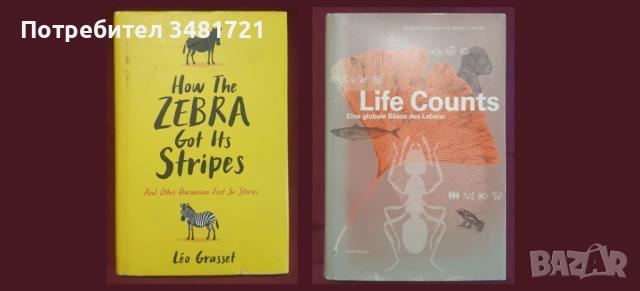 Потребител 3481721
How The
ZEBRA
Got Its
Stripes
And Other Darwinian Just So Stories
Léo Grasset
Life Counts
Eine globale Bilanz des Lebens
BAZAR
bg